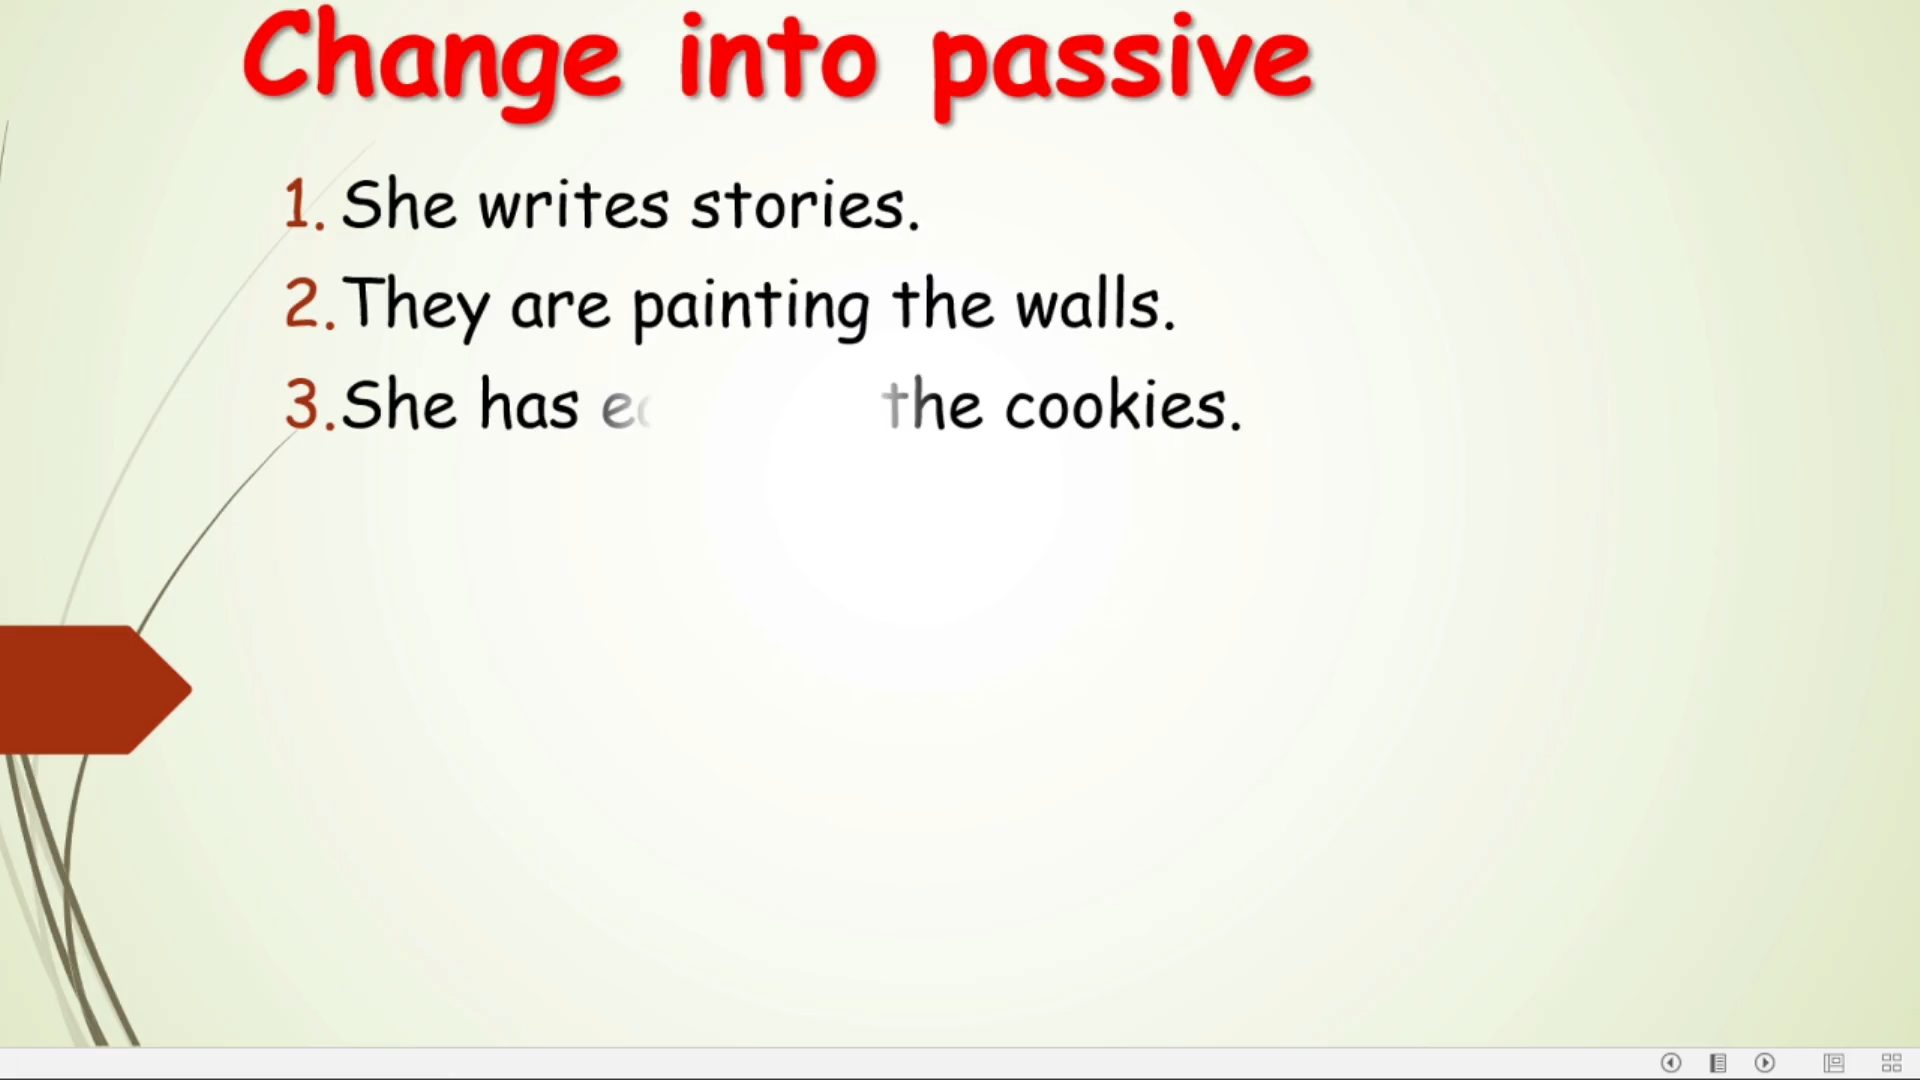 Change into passive
1. She writes stories.
2. They are painting the walls.
3. She has the cookies.